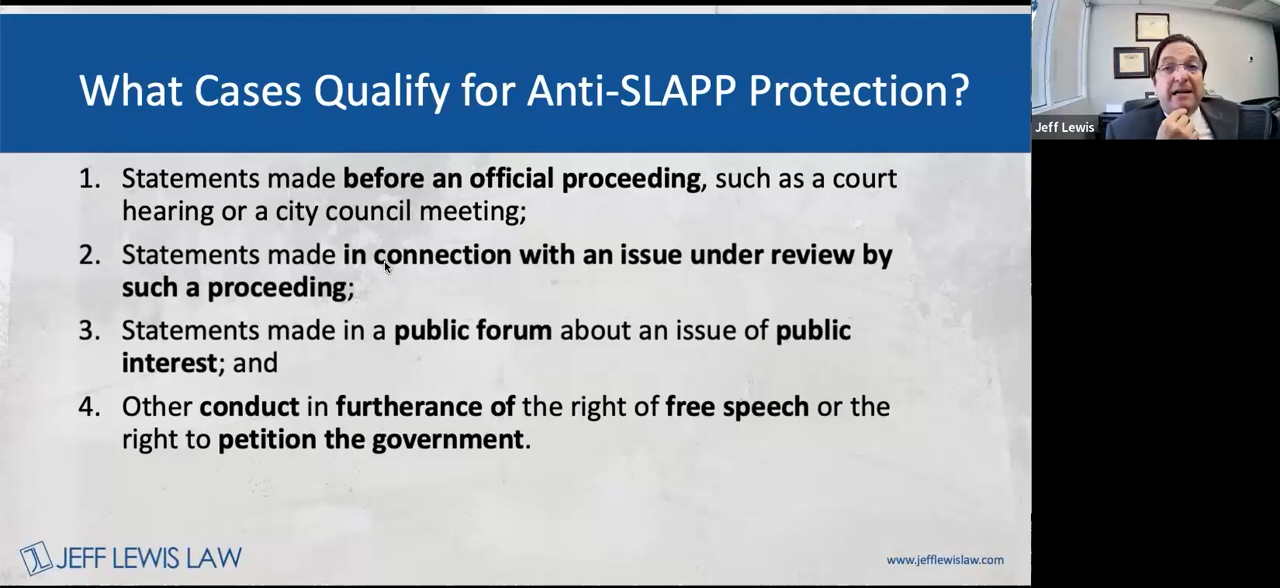 What Cases Qualify for Anti-SLAPP Protection?
Jeff Lewis
1. Statements made before an official proceeding, such as a court
hearing or a city council meeting;
2. Statements made in connection with an issue under review by
such a proceeding;
3. Statements made in a public forum about an issue of public
interest; and
4. Other conduct in furtherance of the right of free speech or the
right to petition the government.
JEFF LEWIS LAW
www.jefflewislaw.com